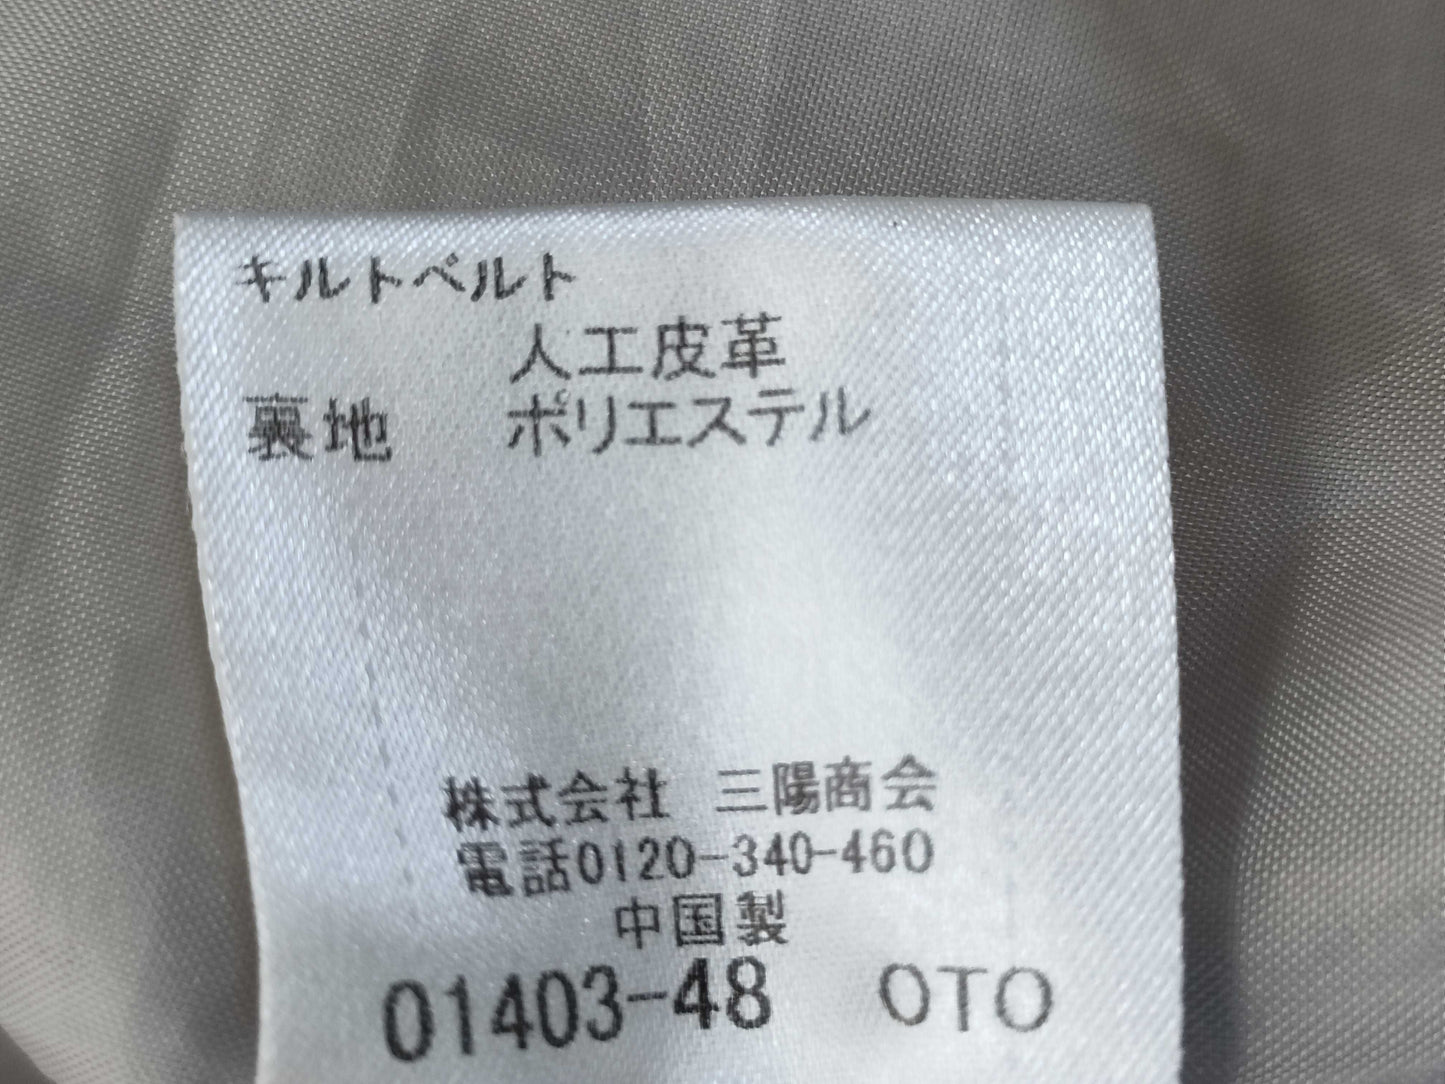 キルトベルト
人工皮革
裏地 ポリエステル
株式会社 三陽商会
電話0120-340-460
中国製
01403-48 OTO